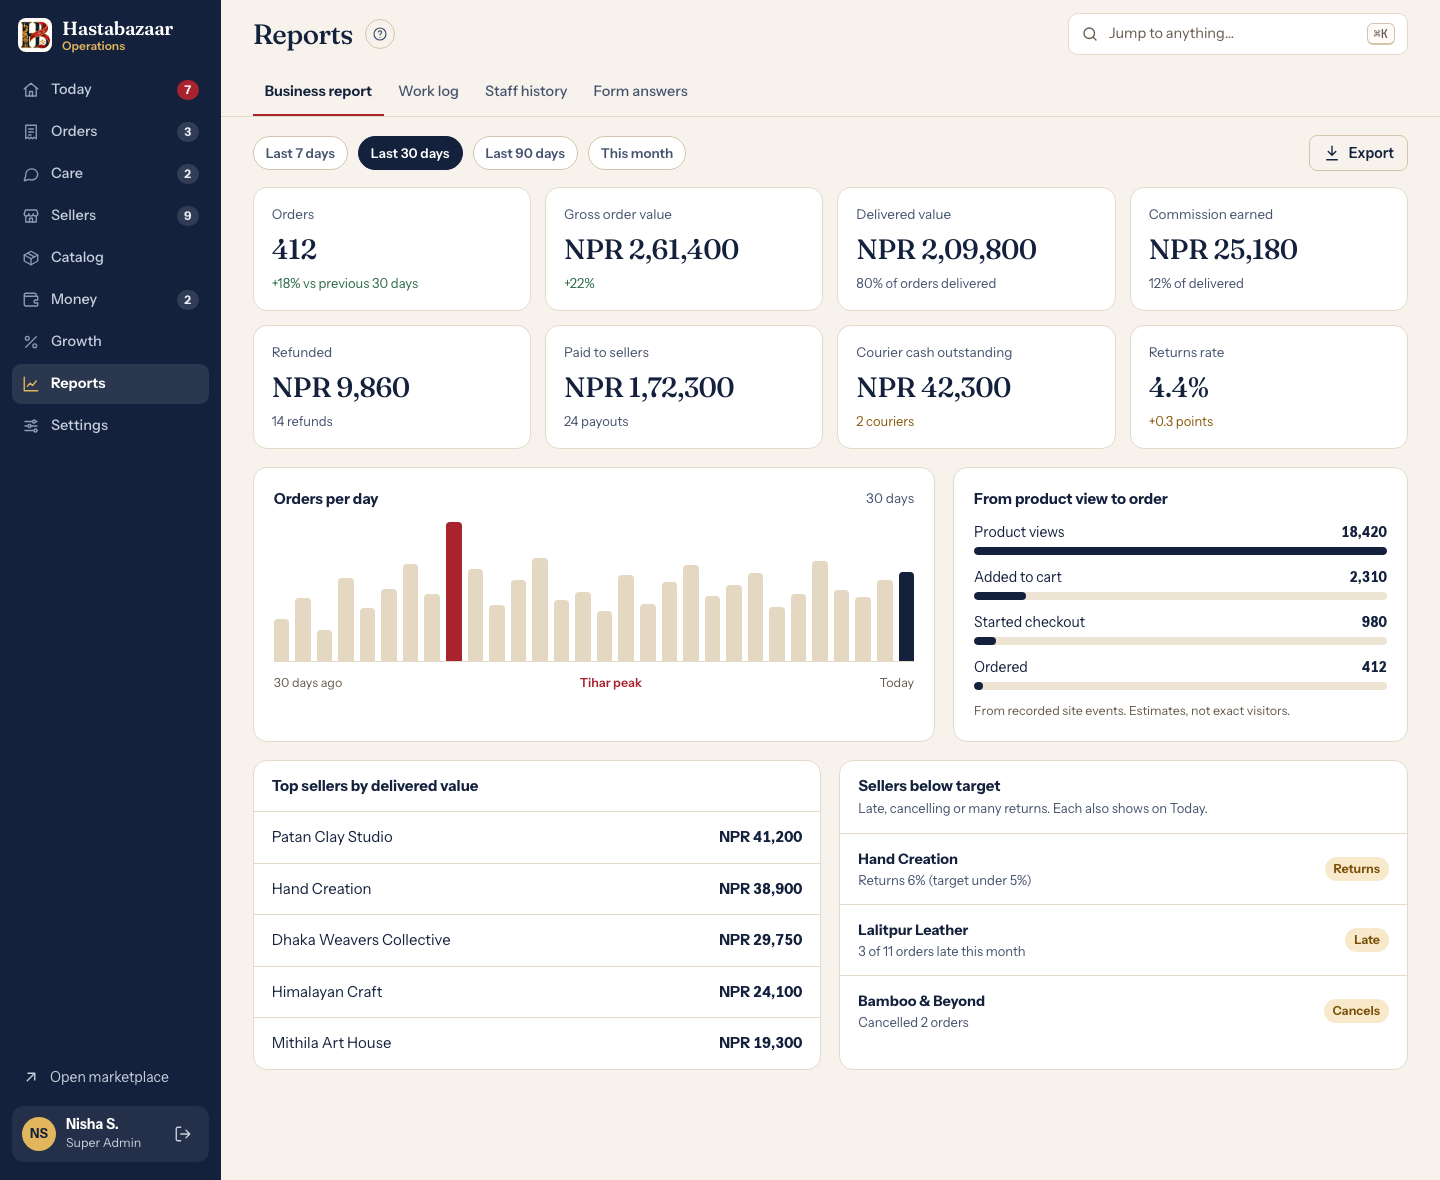 Hastabazaar
Operations
Today 7
Orders 3
Care 2
Sellers 9
Catalog
Money 2
Growth
Reports
Settings
Open marketplace
NS
Nisha S.
Super Admin
Reports ?
Jump to anything... ⌘K
Business report Work log Staff history Form answers
Last 7 days Last 30 days Last 90 days This month Export
Orders
412
+18% vs previous 30 days
Gross order value
NPR 2,61,400
+22%
Delivered value
NPR 2,09,800
80% of orders delivered
Commission earned
NPR 25,180
12% of delivered
Refunded
NPR 9,860
14 refunds
Paid to sellers
NPR 1,72,300
24 payouts
Courier cash outstanding
NPR 42,300
2 couriers
Returns rate
4.4%
+0.3 points
Orders per day 30 days
30 days ago Tihar peak Today
From product view to order
Product views 18,420
Added to cart 2,310
Started checkout 980
Ordered 412
From recorded site events. Estimates, not exact visitors.
Top sellers by delivered value
Patan Clay Studio NPR 41,200
Hand Creation NPR 38,900
Dhaka Weavers Collective NPR 29,750
Himalayan Craft NPR 24,100
Mithila Art House NPR 19,300
Sellers below target
Late, cancelling or many returns. Each also shows on Today.
Hand Creation
Returns 6% (target under 5%)
Returns
Lalitpur Leather
3 of 11 orders late this month
Late
Bamboo & Beyond
Cancelled 2 orders
Cancels